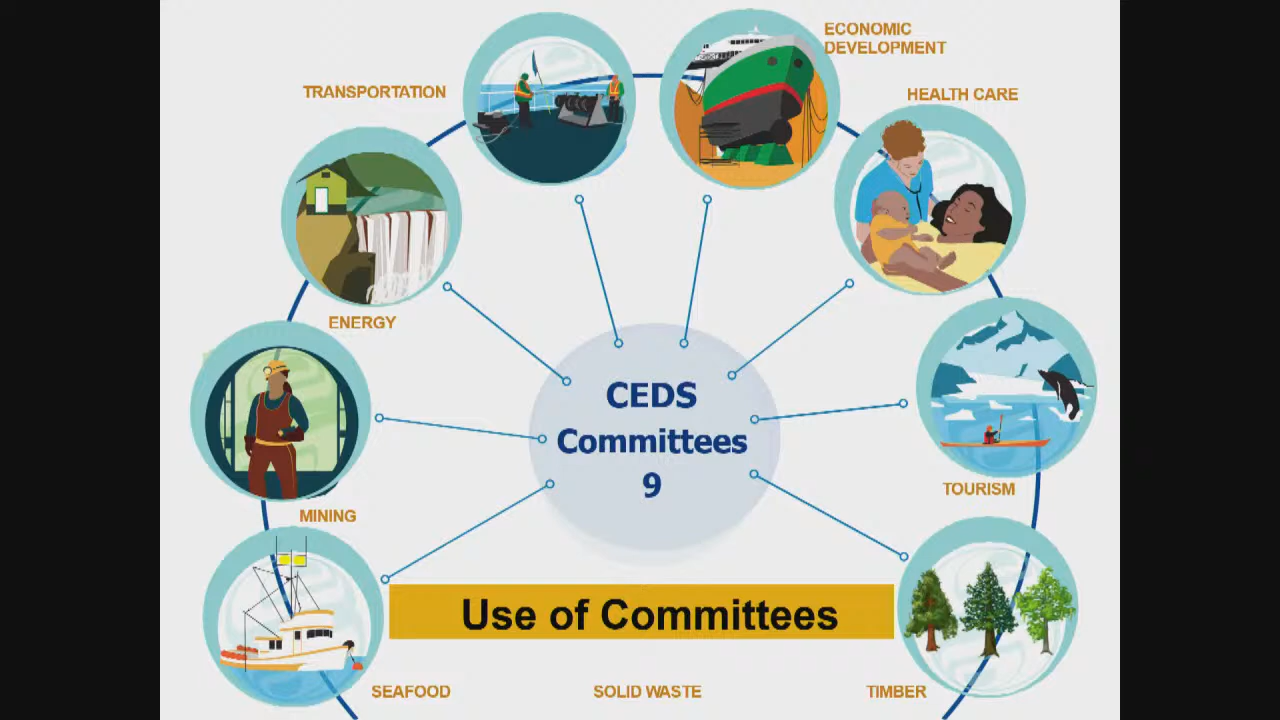 ECONOMIC
DEVELOPMENT
TRANSPORTATION
HEALTH CARE
ENERGY
CEDS
Committees
9
TOURISM
MINING
Use of Committees
SEAFOOD
SOLID WASTE
TIMBER